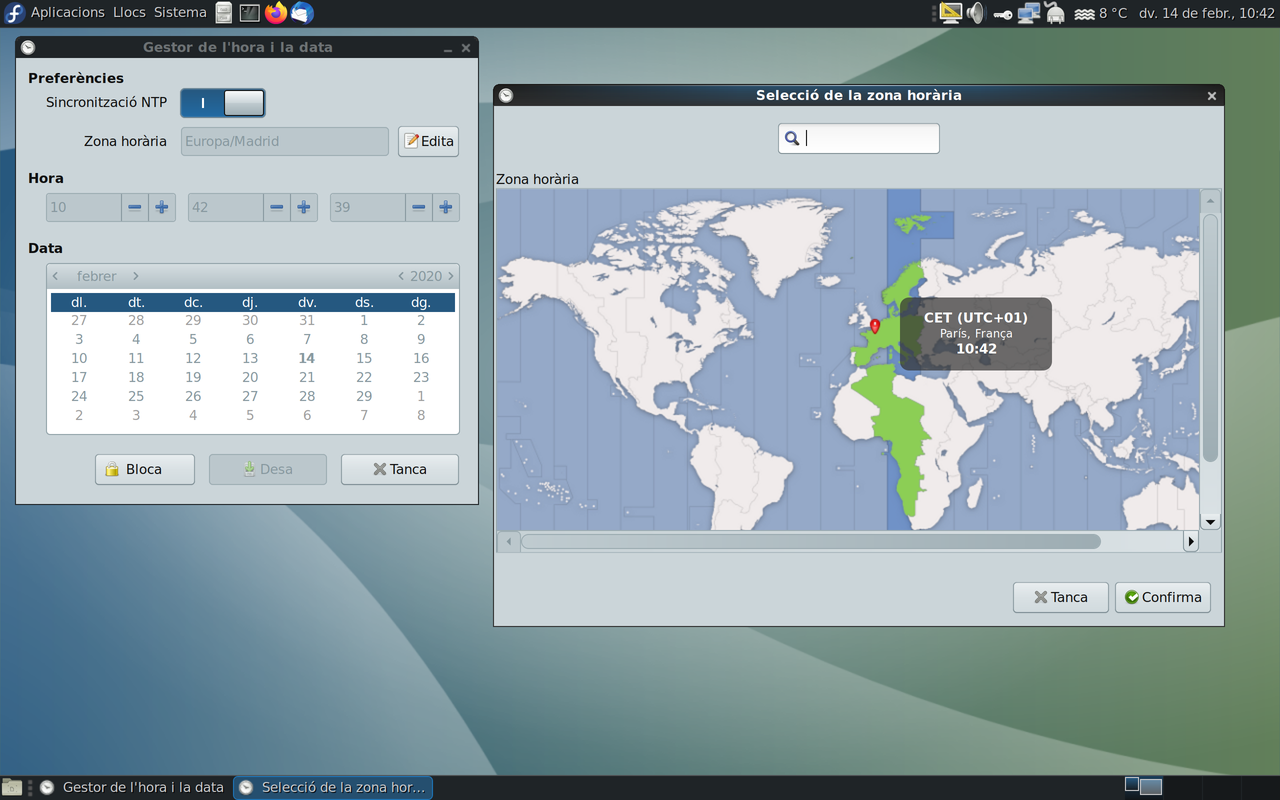 Aplicacions Llocs Sistema
8 °C dv. 14 de febr., 10:42
Gestor de l'hora i la data
Preferències
Sincronització NTP
Zona horària Europa/Madrid Edita
Hora
10 42 39
Data
febrer 2020
dl. dt. dc. dj. dv. ds. dg.
27 28 29 30 31 1 2
3 4 5 6 7 8 9
10 11 12 13 14 15 16
17 18 19 20 21 22 23
24 25 26 27 28 29 1
2 3 4 5 6 7 8
Bloca Desa Tanca
Selecció de la zona horària
Zona horària
CET (UTC+01)
París, França
10:42
Tanca Confirma
Gestor de l'hora i la data Selecció de la zona hor...